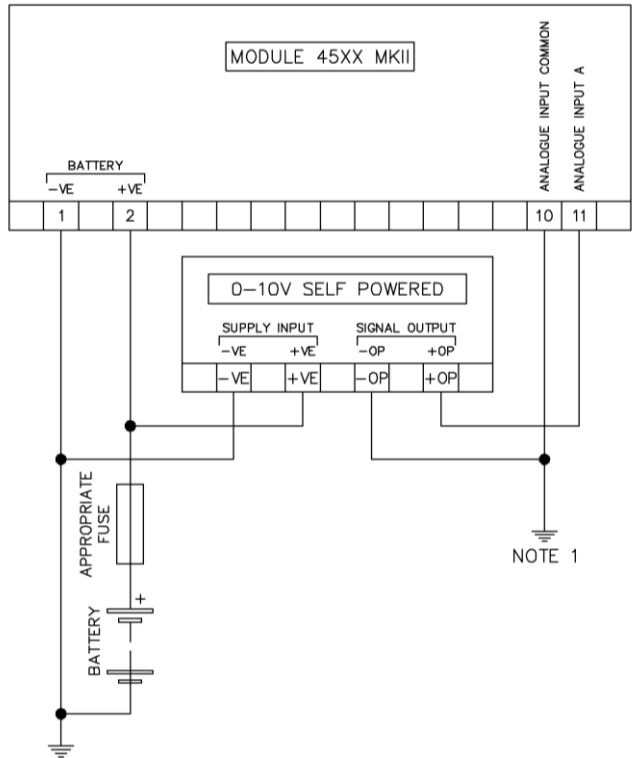 MODULE 45XX MKII
ANALOGUE INPUT COMMON
ANALOGUE INPUT A
BATTERY
-VE +VE
1 2 10 11
0-10V SELF POWERED
SUPPLY INPUT SIGNAL OUTPUT
-VE +VE -OP +OP
-VE +VE -OP +OP
APPROPRIATE
FUSE
NOTE 1
+
BATTERY